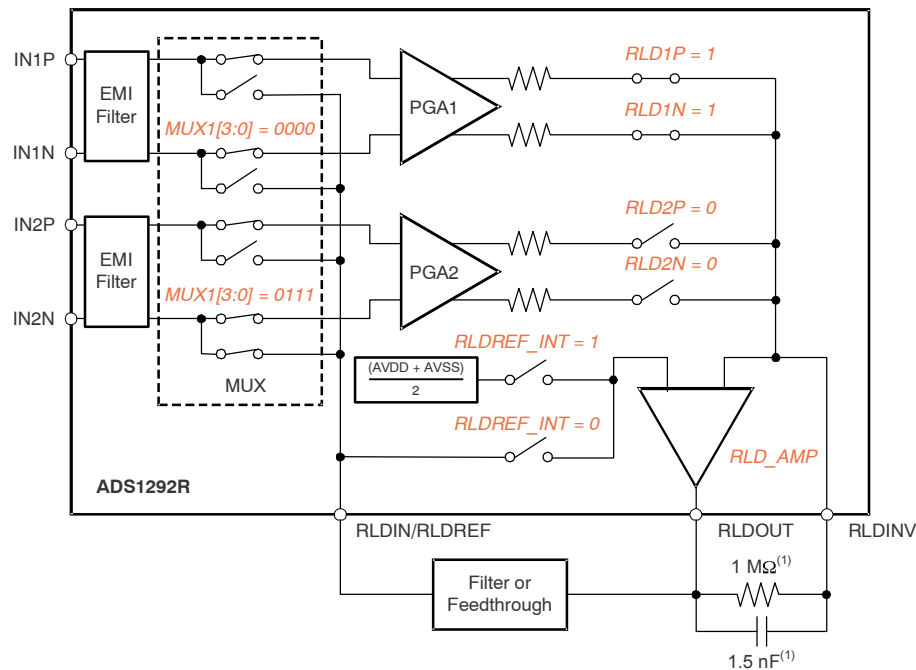 IN1P
EMI
Filter
IN1N
MUX1[3:0] = 0000
PGA1
RLD1P = 1
RLD1N = 1
IN2P
EMI
Filter
IN2N
MUX1[3:0] = 0111
MUX
PGA2
RLD2P = 0
RLD2N = 0
RLDREF_INT = 1
(AVDD + AVSS)
2
RLDREF_INT = 0
RLD_AMP
ADS1292R
RLDIN/RLDREF
RLDOUT
RLDINV
Filter or
Feedthrough
1 MΩ(1)
1.5 nF(1)